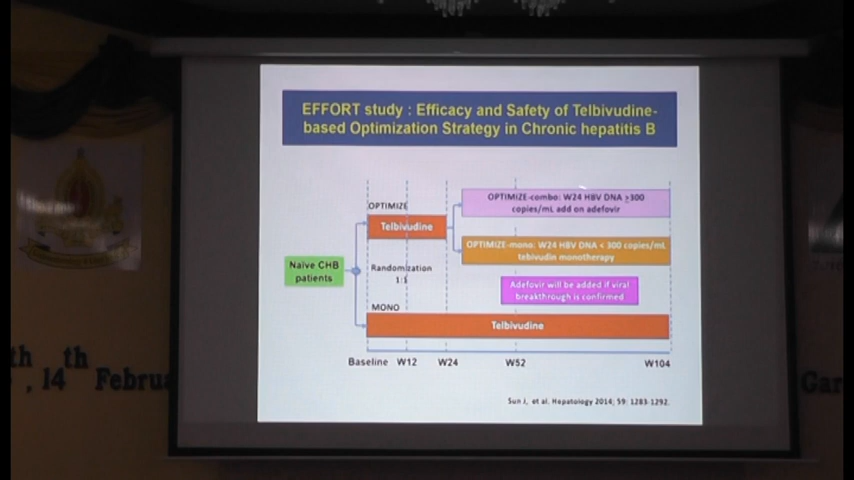 EFFORT study : Efficacy and Safety of Telbivudine-
based Optimization Strategy in Chronic hepatitis B
OPTIMIZE
Telbivudine
OPTIMIZE-combo: W24 HBV DNA ≥300
copies/mL add on adefovir
OPTIMIZE-mono: W24 HBV DNA < 300 copies/mL
tebivudin monotherapy
Naive CHB
patients
Randomization
1:1
Adefovir will be added if viral
breakthrough is confirmed
MONO
Telbivudine
Baseline W12 W24 W52 W104
Sun J, et al. Hepatology 2014; 59: 1283-1292.
th th
, 14 Februa
Gar